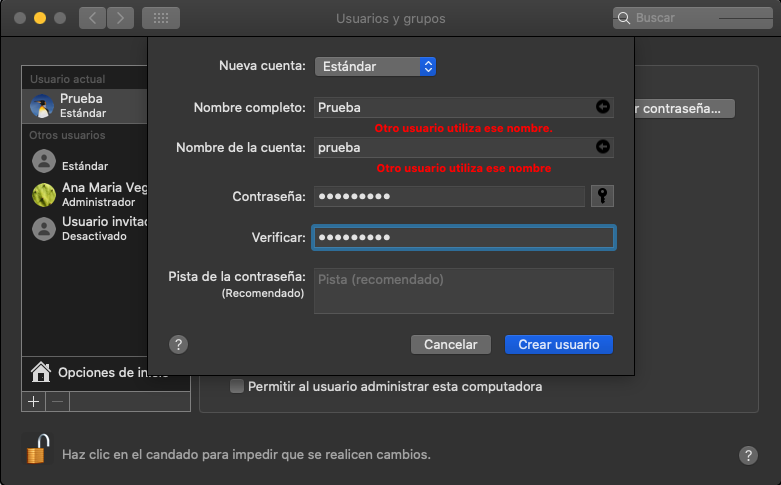 Usuarios y grupos
Buscar
Usuario actual
Prueba
Estándar
Otros usuarios
Estándar
Ana Maria Veg
Administrador
Usuario invitac
Desactivado
Opciones de inicio
Nueva cuenta: Estándar
Nombre completo: Prueba
Otro usuario utiliza ese nombre.
Nombre de la cuenta: prueba
Otro usuario utiliza ese nombre
Contraseña: •••••••••
Verificar: •••••••••
Pista de la contraseña: Pista (recomendado)
(Recomendado)
? Cancelar Crear usuario
r contraseña...
Permitir al usuario administrar esta computadora
+ −
Haz clic en el candado para impedir que se realicen cambios. ?